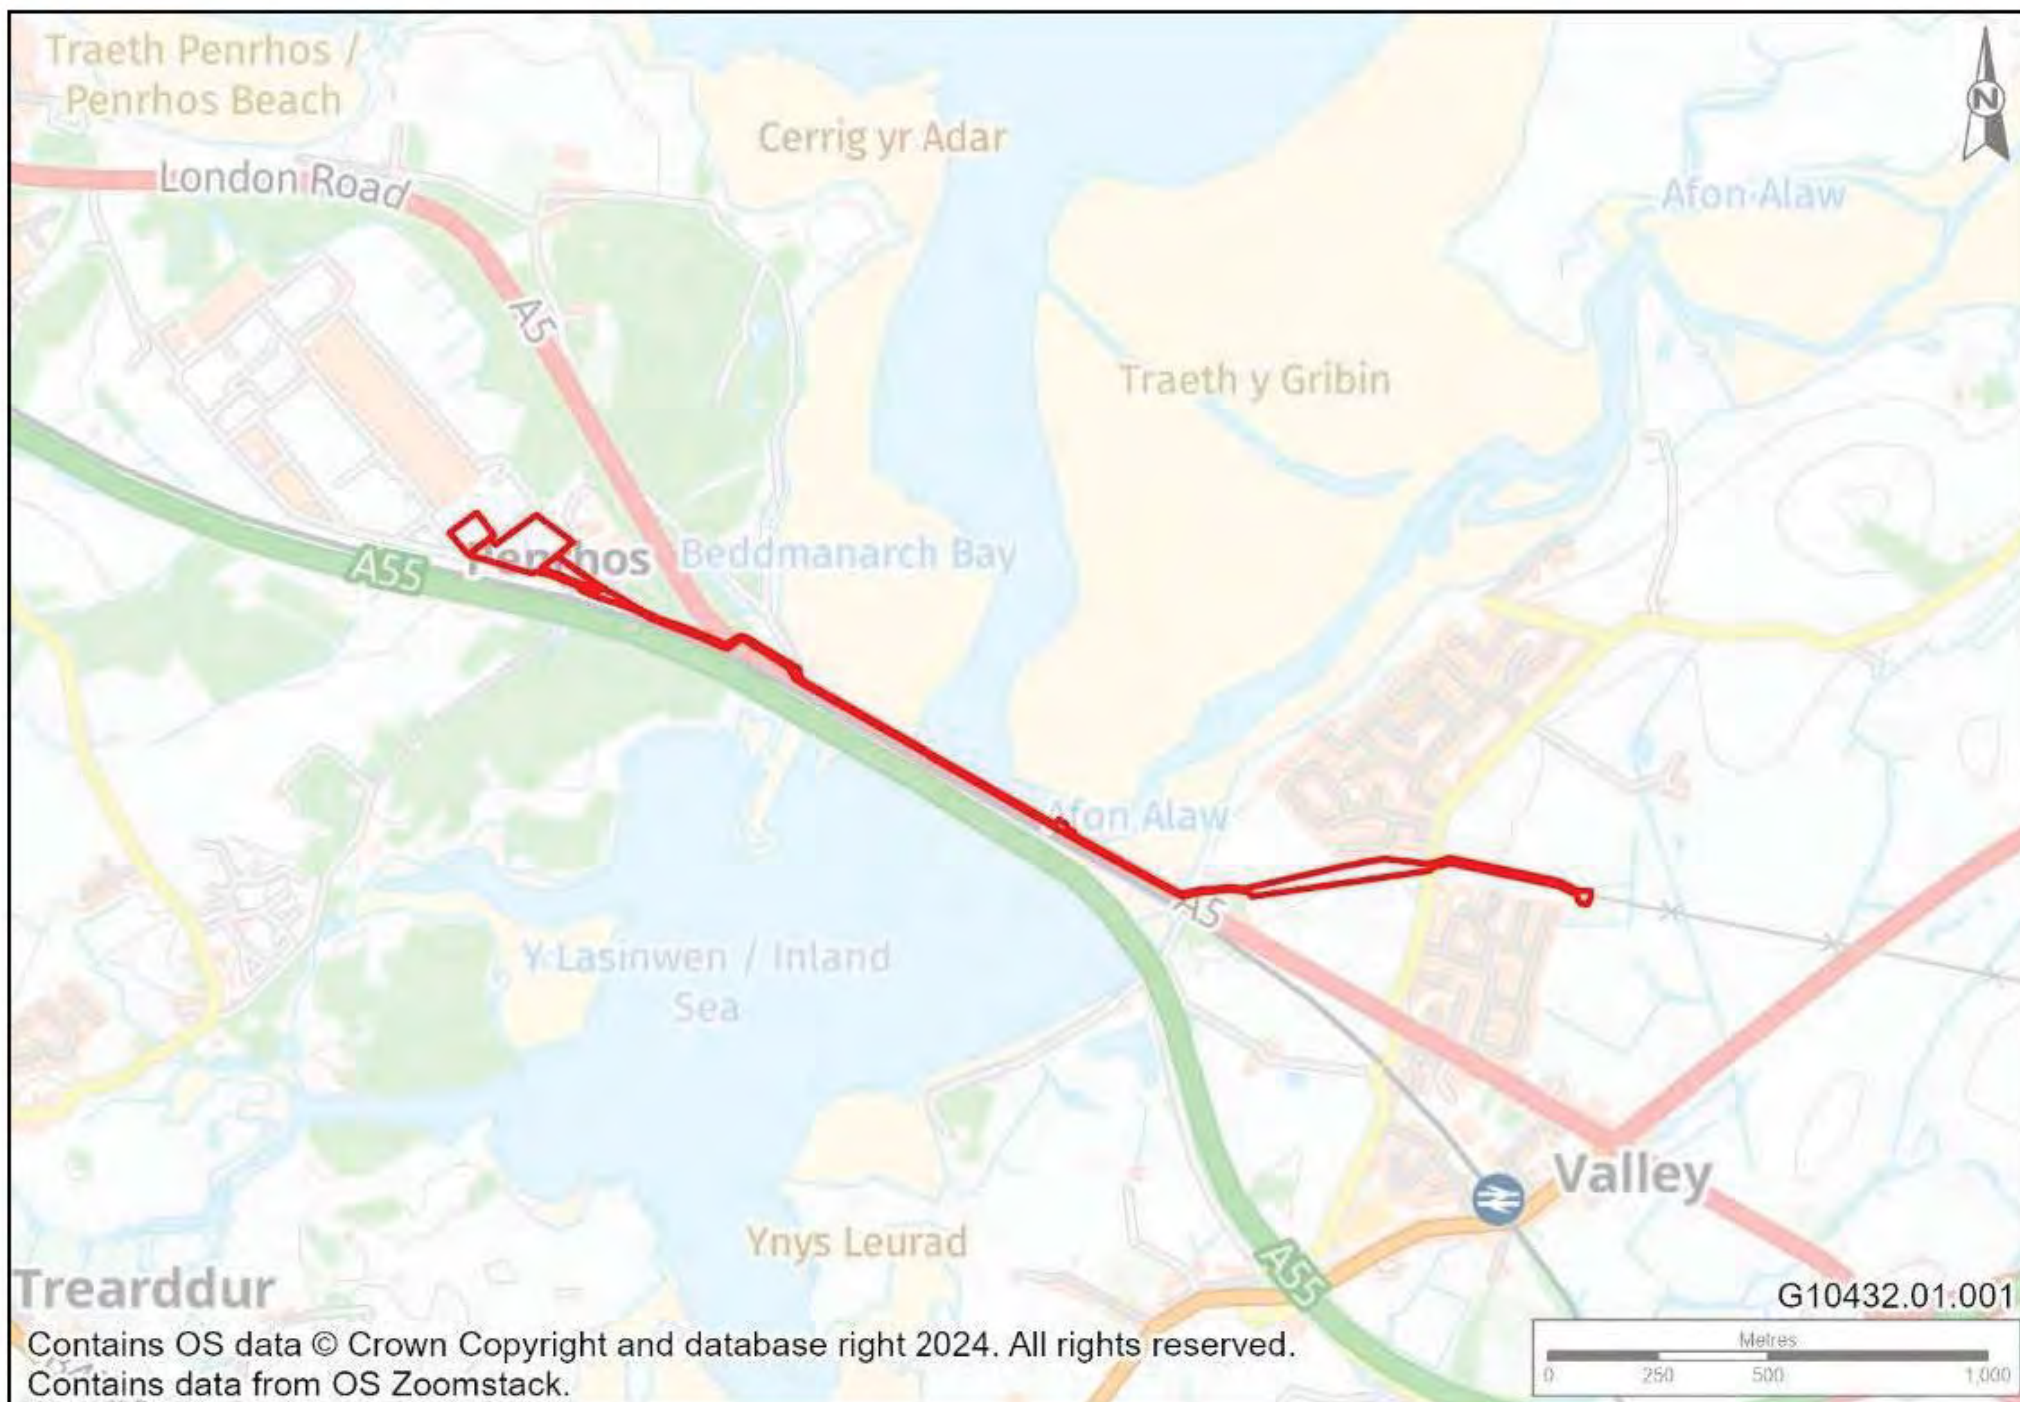 Traeth Penrhos /
Penrhos Beach
N
Cerrig yr Adar
London Road
Afon Alaw
A5
Traeth y Gribin
A55
Penrhos
Beddmanarch Bay
Afon Alaw
A5
Y Lasinwen / Inland
Sea
Valley
Ynys Leurad
A55
Trearddur
G10432.01.001
Contains OS data © Crown Copyright and database right 2024. All rights reserved.
Contains data from OS Zoomstack.
Metres
0 250 500 1,000